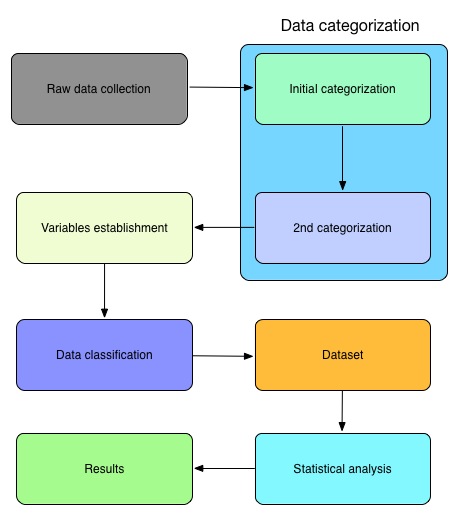 Data categorization
Raw data collection
Initial categorization
Variables establishment
2nd categorization
Data classification
Dataset
Results
Statistical analysis